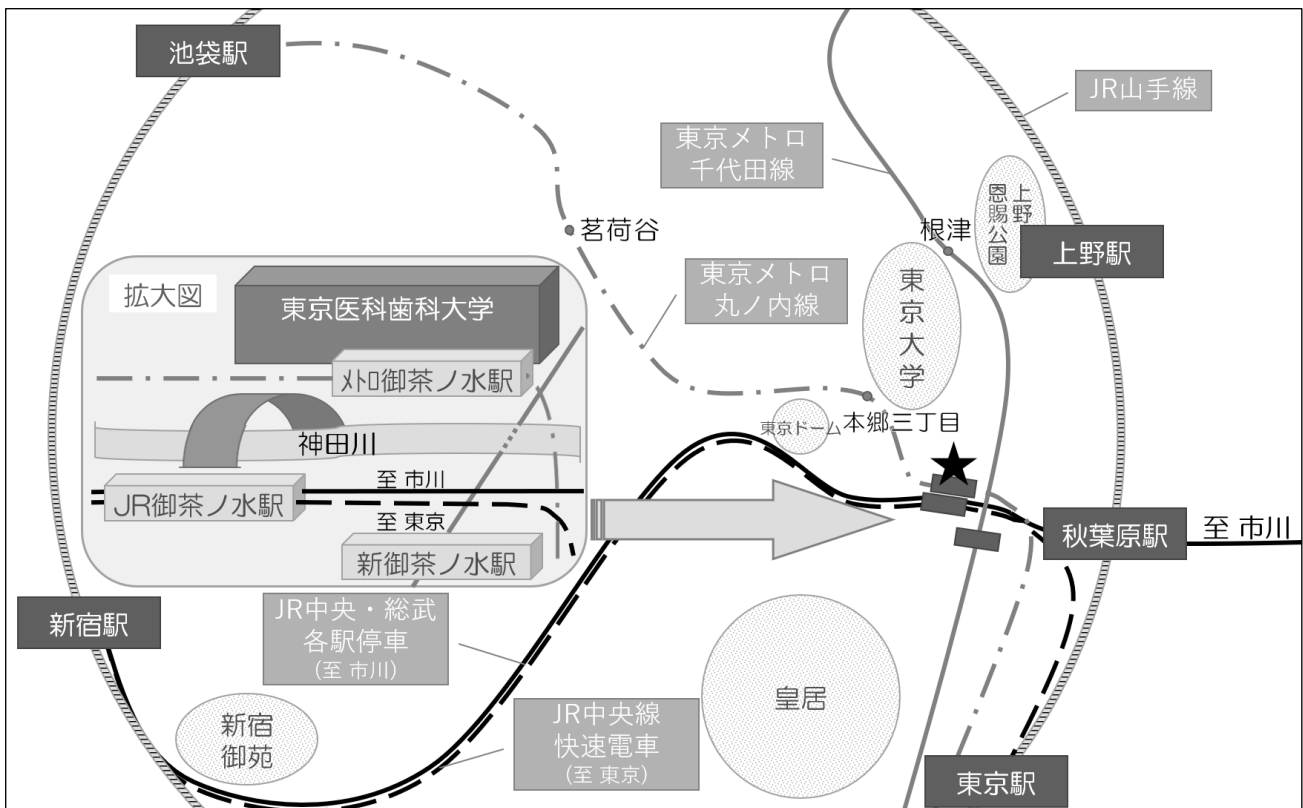 池袋駅
JR山手線
東京メトロ
千代田線
上野
恩賜公園
根津
茗荷谷
上野駅
東京メトロ
丸ノ内線
東京大学
拡大図
東京医科歯科大学
ﾒﾄﾛ御茶ノ水駅
神田川
至 市川
JR御茶ノ水駅
至 東京
新御茶ノ水駅
東京ドーム
本郷三丁目
秋葉原駅
至 市川
新宿駅
JR中央・総武
各駅停車
(至 市川)
皇居
新宿
御苑
JR中央線
快速電車
(至 東京)
東京駅